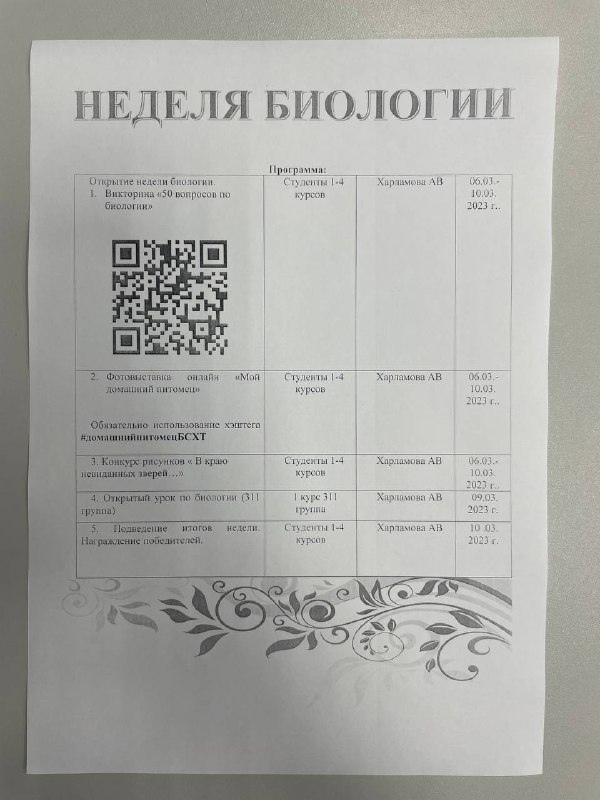 НЕДЕЛЯ БИОЛОГИИ
Программа:
Открытие недели биологии.
1. Викторина «50 вопросов по
биологии»
Студенты 1-4
курсов
Харламова АВ
06.03.-
10.03.
2023 г..
2. Фотовыставка онлайн «Мой
домашний питомец»
Обязательно использование хэштега
#домашнийпитомецБСХТ
Студенты 1-4
курсов
Харламова АВ
06.03.-
10.03.
2023 г..
3. Конкурс рисунков « В краю
невиданных зверей…»
Студенты 1-4
курсов
Харламова АВ
06.03.-
10.03.
2023 г..
4. Открытый урок по биологии (311
группа)
1 курс 311
группа
Харламова АВ
09.03.
2023 г.
5. Подведение итогов недели.
Награждение победителей.
Студенты 1-4
курсов
Харламова АВ
10 .03.
2023 г.